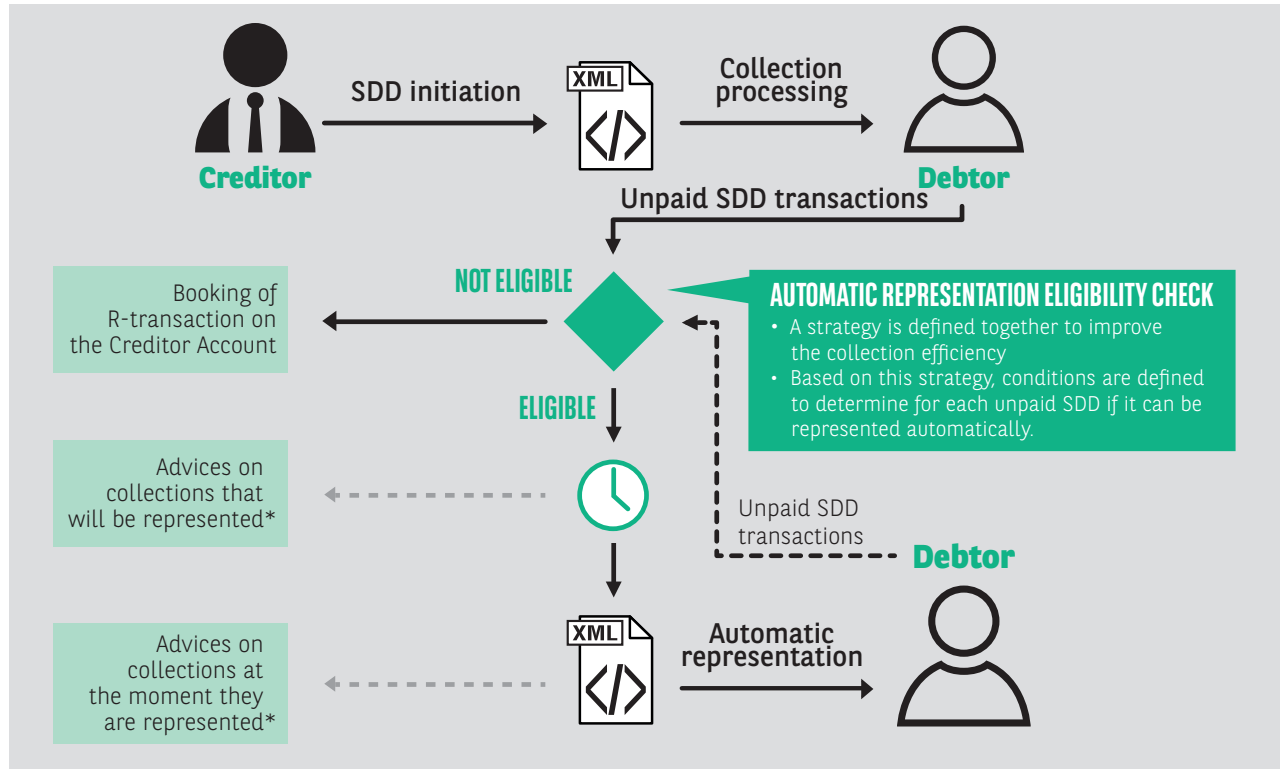 SDD initiation
XML
</>
Collection
processing
Creditor
Debtor
Unpaid SDD transactions
NOT ELIGIBLE
Booking of
R-transaction on
the Creditor Account
AUTOMATIC REPRESENTATION ELIGIBILITY CHECK
• A strategy is defined together to improve
the collection efficiency
• Based on this strategy, conditions are defined
to determine for each unpaid SDD if it can be
represented automatically.
ELIGIBLE
Advices on
collections that
will be represented*
Unpaid SDD
transactions
Debtor
Advices on
collections at
the moment they
are represented*
XML
</>
Automatic
representation